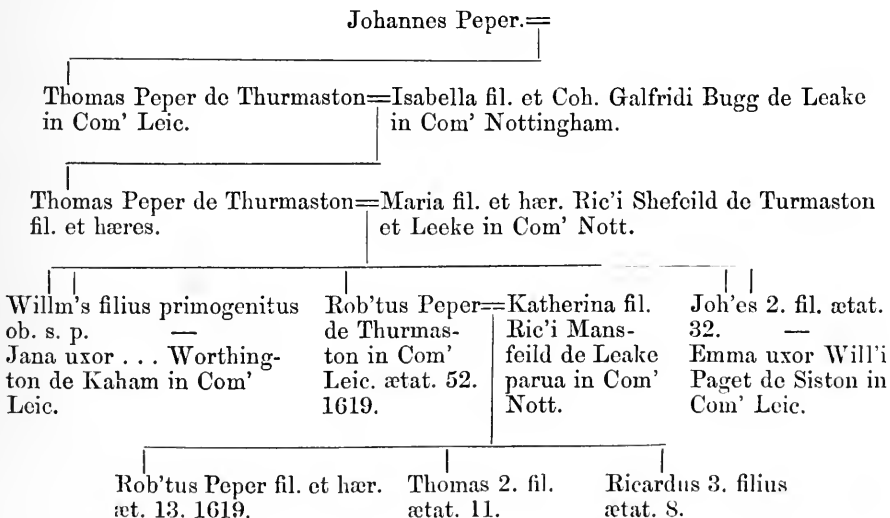 Johannes Peper.=
Thomas Peper de Thurmaston=Isabella fil. et Coh. Galfridi Bugg de Leake
in Com' Leic. in Com' Nottingham.
Thomas Peper de Thurmaston=Maria fil. et hær. Ric'i Shefeild de Turmaston
fil. et hæres. et Leeke in Com' Nott.
Willm's filius primogenitus
ob. s. p. —
Jana uxor . . . Worthing-
ton de Kaham in Com'
Leic.
Rob'tus Peper=Katherina fil.
de Thurmas- Ric'i Mans-
ton in Com' feild de Leake
Leic. ætat. 52. parua in Com'
1619. Nott.
Joh'es 2. fil. ætat.
32. —
Emma uxor Will'i
Paget de Siston in
Com' Leic.
Rob'tus Peper fil. et hær.
æt. 13. 1619.
Thomas 2. fil.
ætat. 11.
Ricardus 3. filius
ætat. 8.